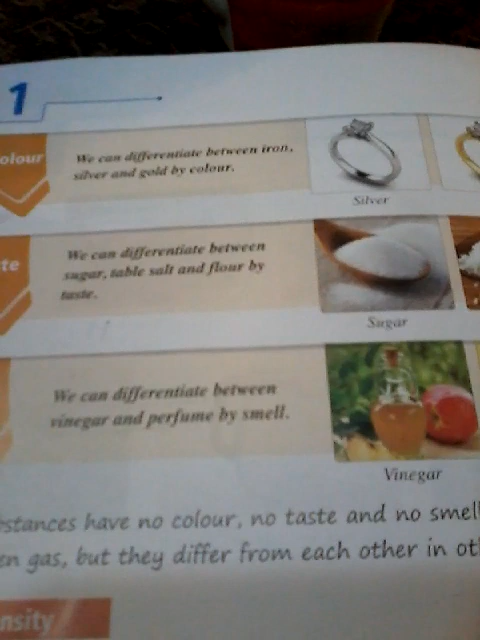 1
olour
We can differentiate between iron,
silver and gold by colour.
Silver
te
We can differentiate between
sugar, table salt and flour by
taste.
Sugar
We can differentiate between
vinegar and perfume by smell.
Vinegar
bstances have no colour, no taste and no smell
en gas, but they differ from each other in ot
nsity